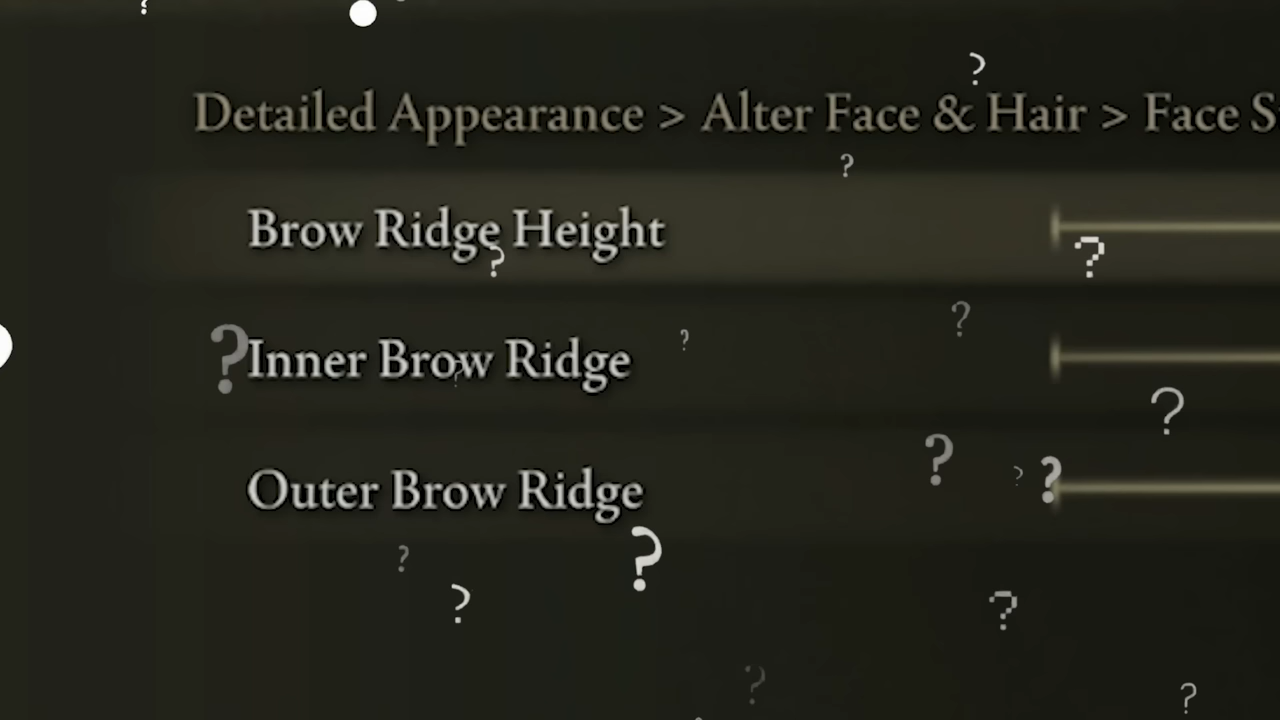 Detailed Appearance > Alter Face & Hair > Face S
Brow Ridge Height
Inner Brow Ridge
Outer Brow Ridge